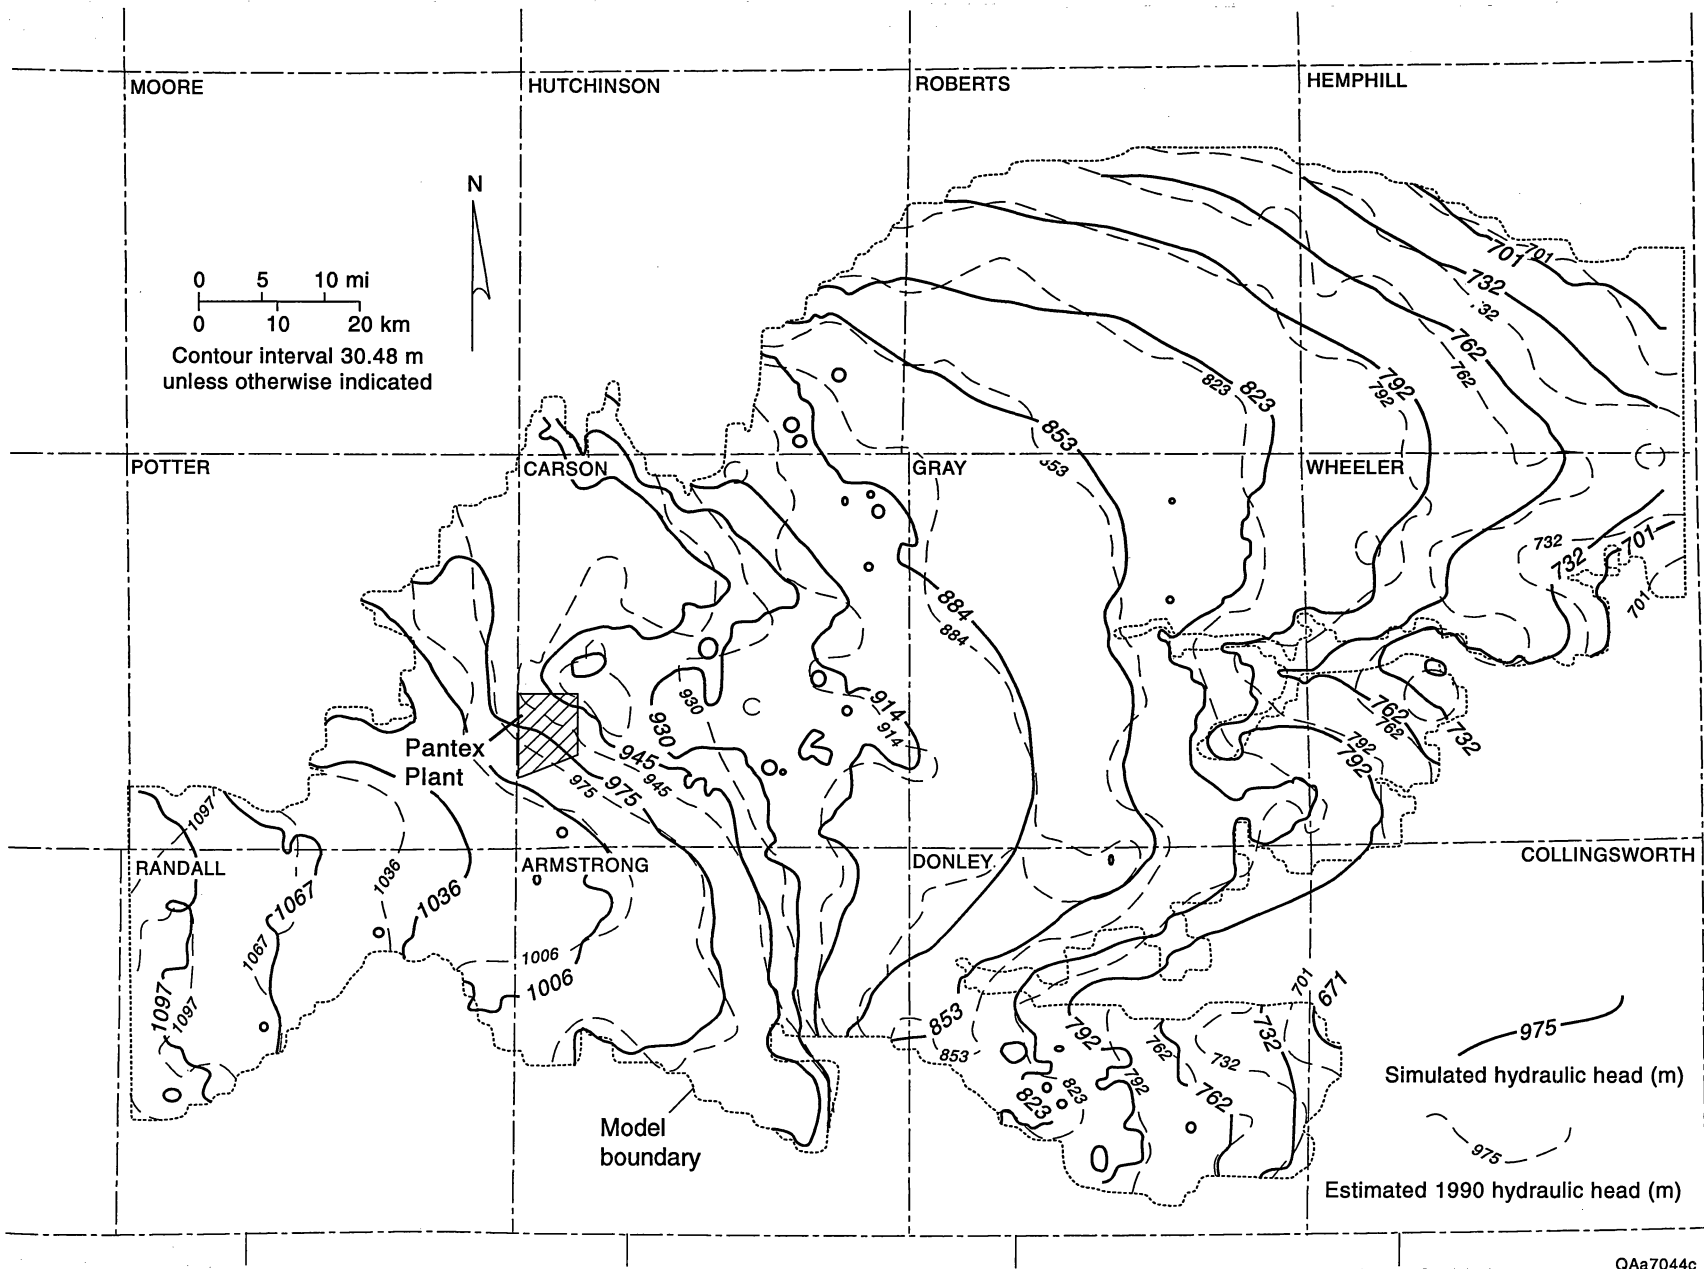 MOORE
HUTCHINSON
ROBERTS
HEMPHILL
N
0 5 10 mi
0 10 20 km
Contour interval 30.48 m
unless otherwise indicated
701
701
732
762
762
792
792
823
823
853
853
POTTER
CARSON
GRAY
WHEELER
732
732
701
701
884
884
930
930
914
914
762
762
732
792
792
Pantex
Plant
945
945
975
975
1097
1036
1036
1067
1067
RANDALL
ARMSTRONG
DONLEY
COLLINGSWORTH
1006
1006
1097
1097
853
853
792
792
762
762
732
732
701
671
823
823
975
Simulated hydraulic head (m)
975
Estimated 1990 hydraulic head (m)
Model
boundary
QAa7044c